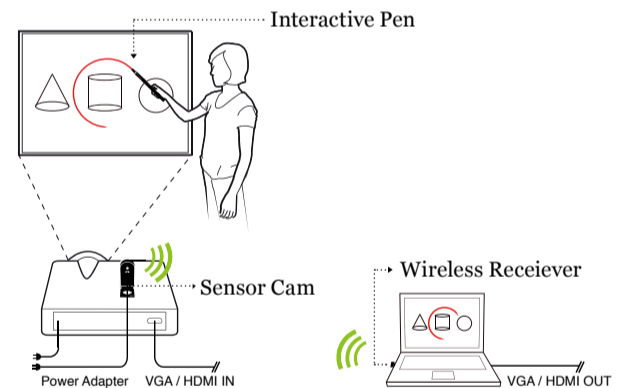 Interactive Pen
Sensor Cam
Wireless Receiever
Power Adapter
VGA / HDMI IN
VGA / HDMI OUT